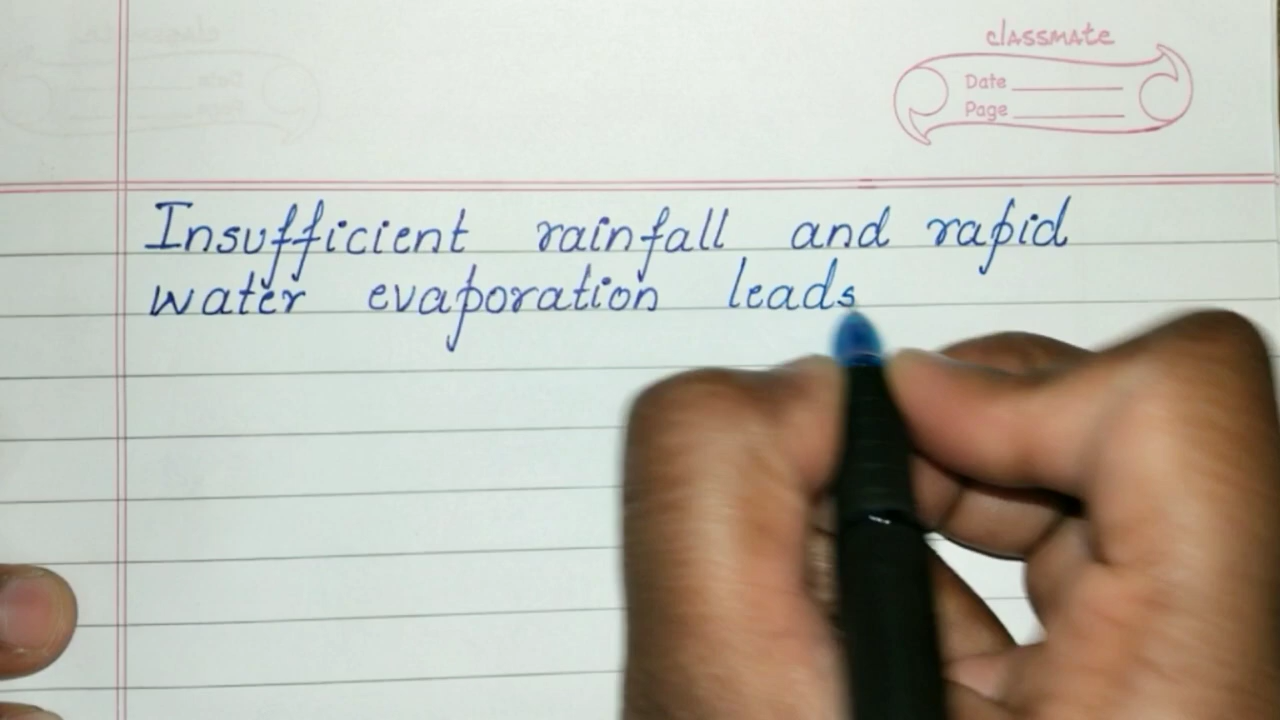 classmate
Date
Page
Insufficient rainfall and rapid
water evaporation leads